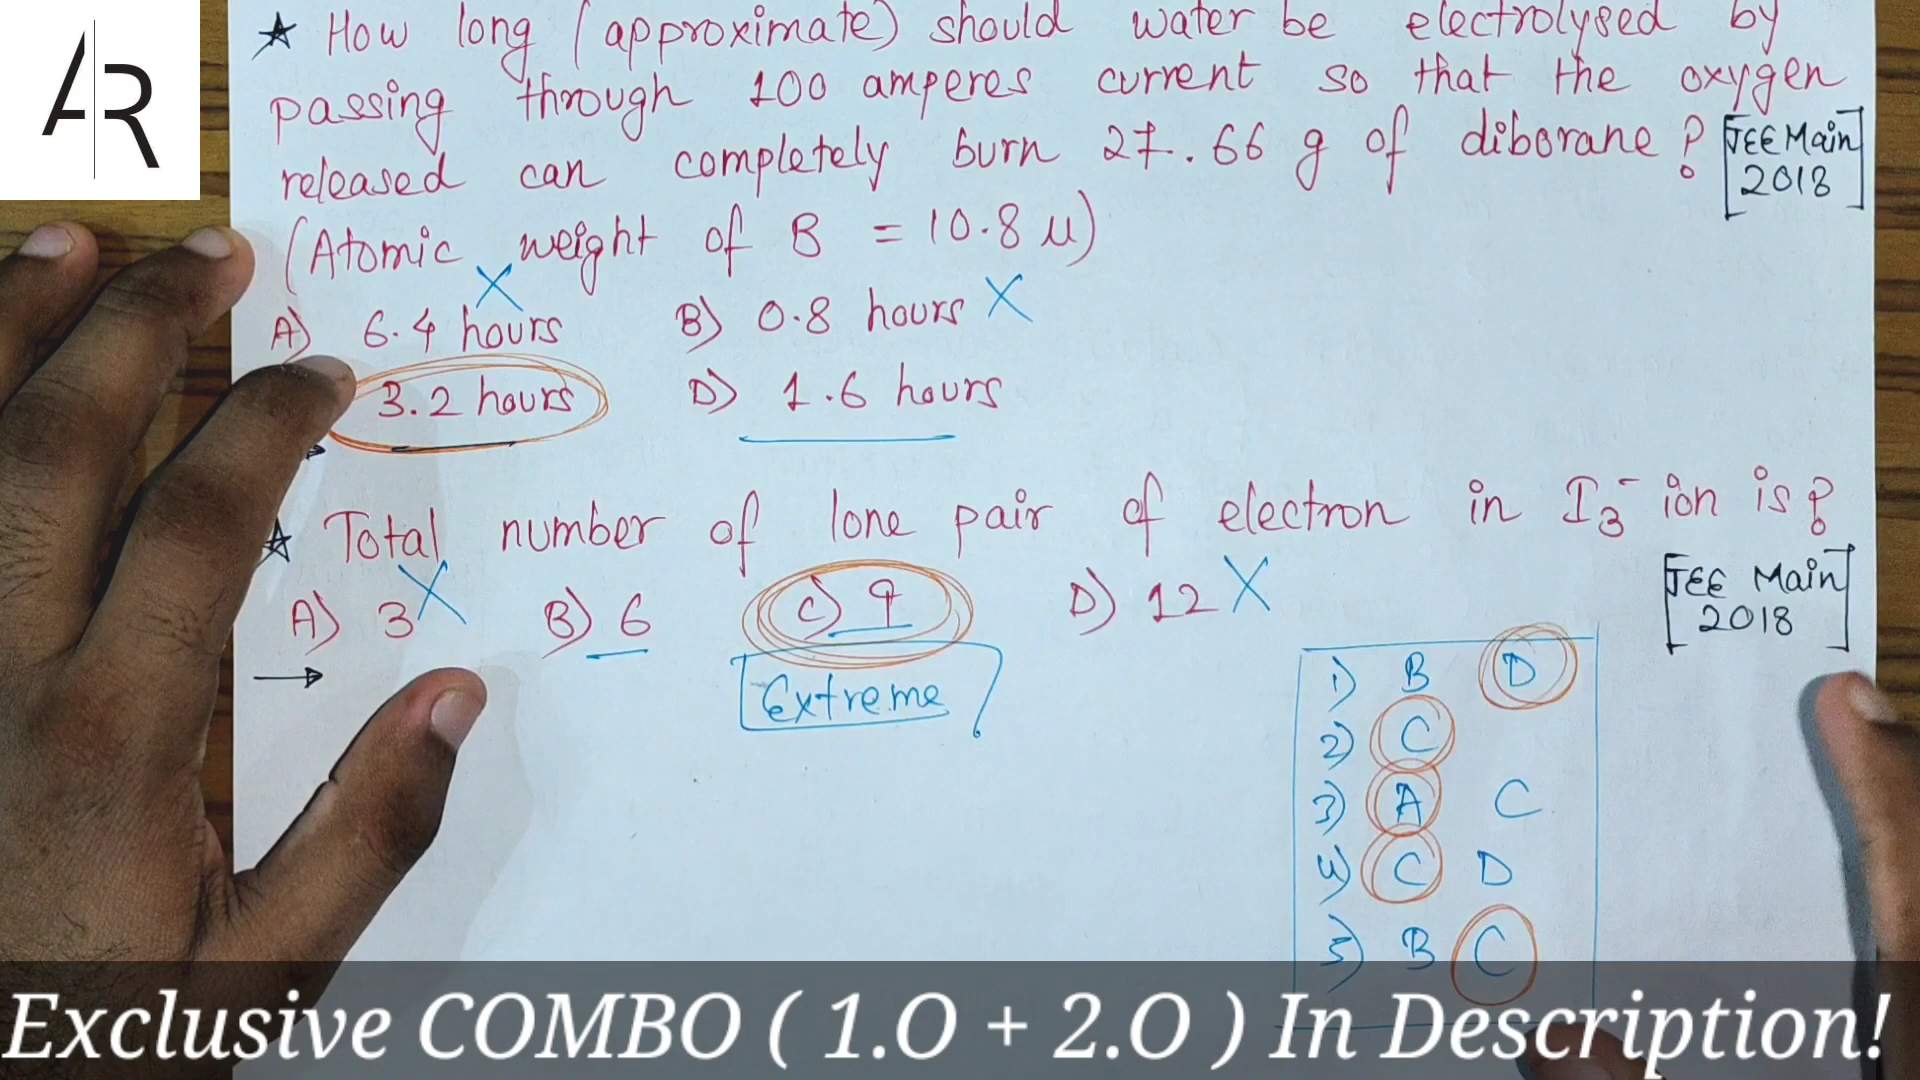 AR
★ How long (approximate) should water be electrolysed by
passing through 100 amperes current so that the oxygen
released can completely burn 27.66 g of diborane?
[JEE Main
2018]
(Atomic weight of B = 10.8 u)
A) 6.4 hours X B) 0.8 hours X
3.2 hours D) 1.6 hours
★ Total number of lone pair of electron in I3- ion is?
[JEE Main
2018]
A) 3 X B) 6 C) 9 D) 12 X
Extreme
1) B D
2) C
3) A C
4) C D
5) B C
Exclusive COMBO ( 1.O + 2.O ) In Description!